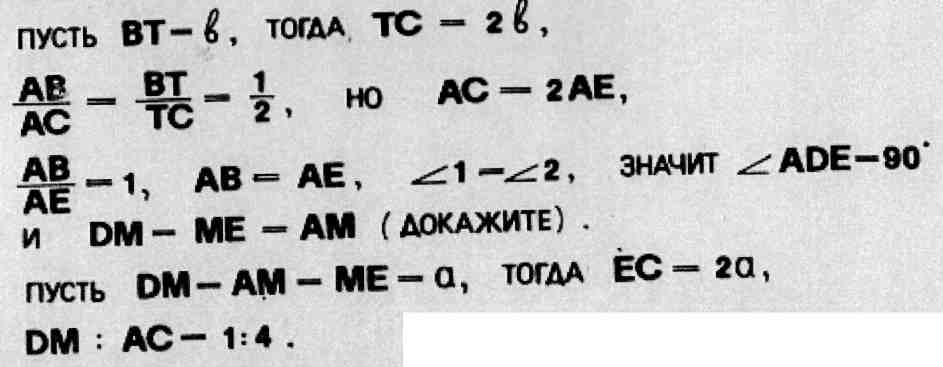 ПУСТЬ BT – b, ТОГДА, TC = 2b,
AB/AC = BT/TC = 1/2, НО AC = 2AE,
AB/AE – 1, AB = AE, ∠1 – ∠2, ЗНАЧИТ ∠ADE – 90°
И DM – ME = AM (ДОКАЖИТЕ).
ПУСТЬ DM – AM – ME = a, ТОГДА EC = 2a,
DM : AC – 1:4.